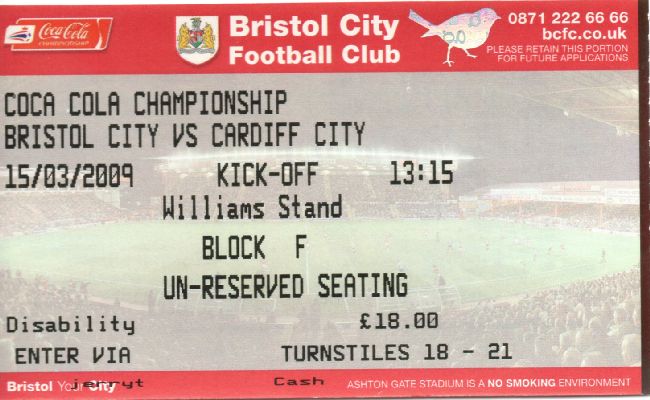 Coca-Cola
CHAMPIONSHIP
Bristol City
Football Club
0871 222 66 66
bcfc.co.uk
PLEASE RETAIN THIS PORTION
FOR FUTURE APPLICATIONS
COCA COLA CHAMPIONSHIP
BRISTOL CITY VS CARDIFF CITY
15/03/2009 KICK-OFF 13:15
Williams Stand
BLOCK F
UN-RESERVED SEATING
Disability £18.00
ENTER VIA TURNSTILES 18 - 21
Bristol Your City jerryt Cash ASHTON GATE STADIUM IS A NO SMOKING ENVIRONMENT